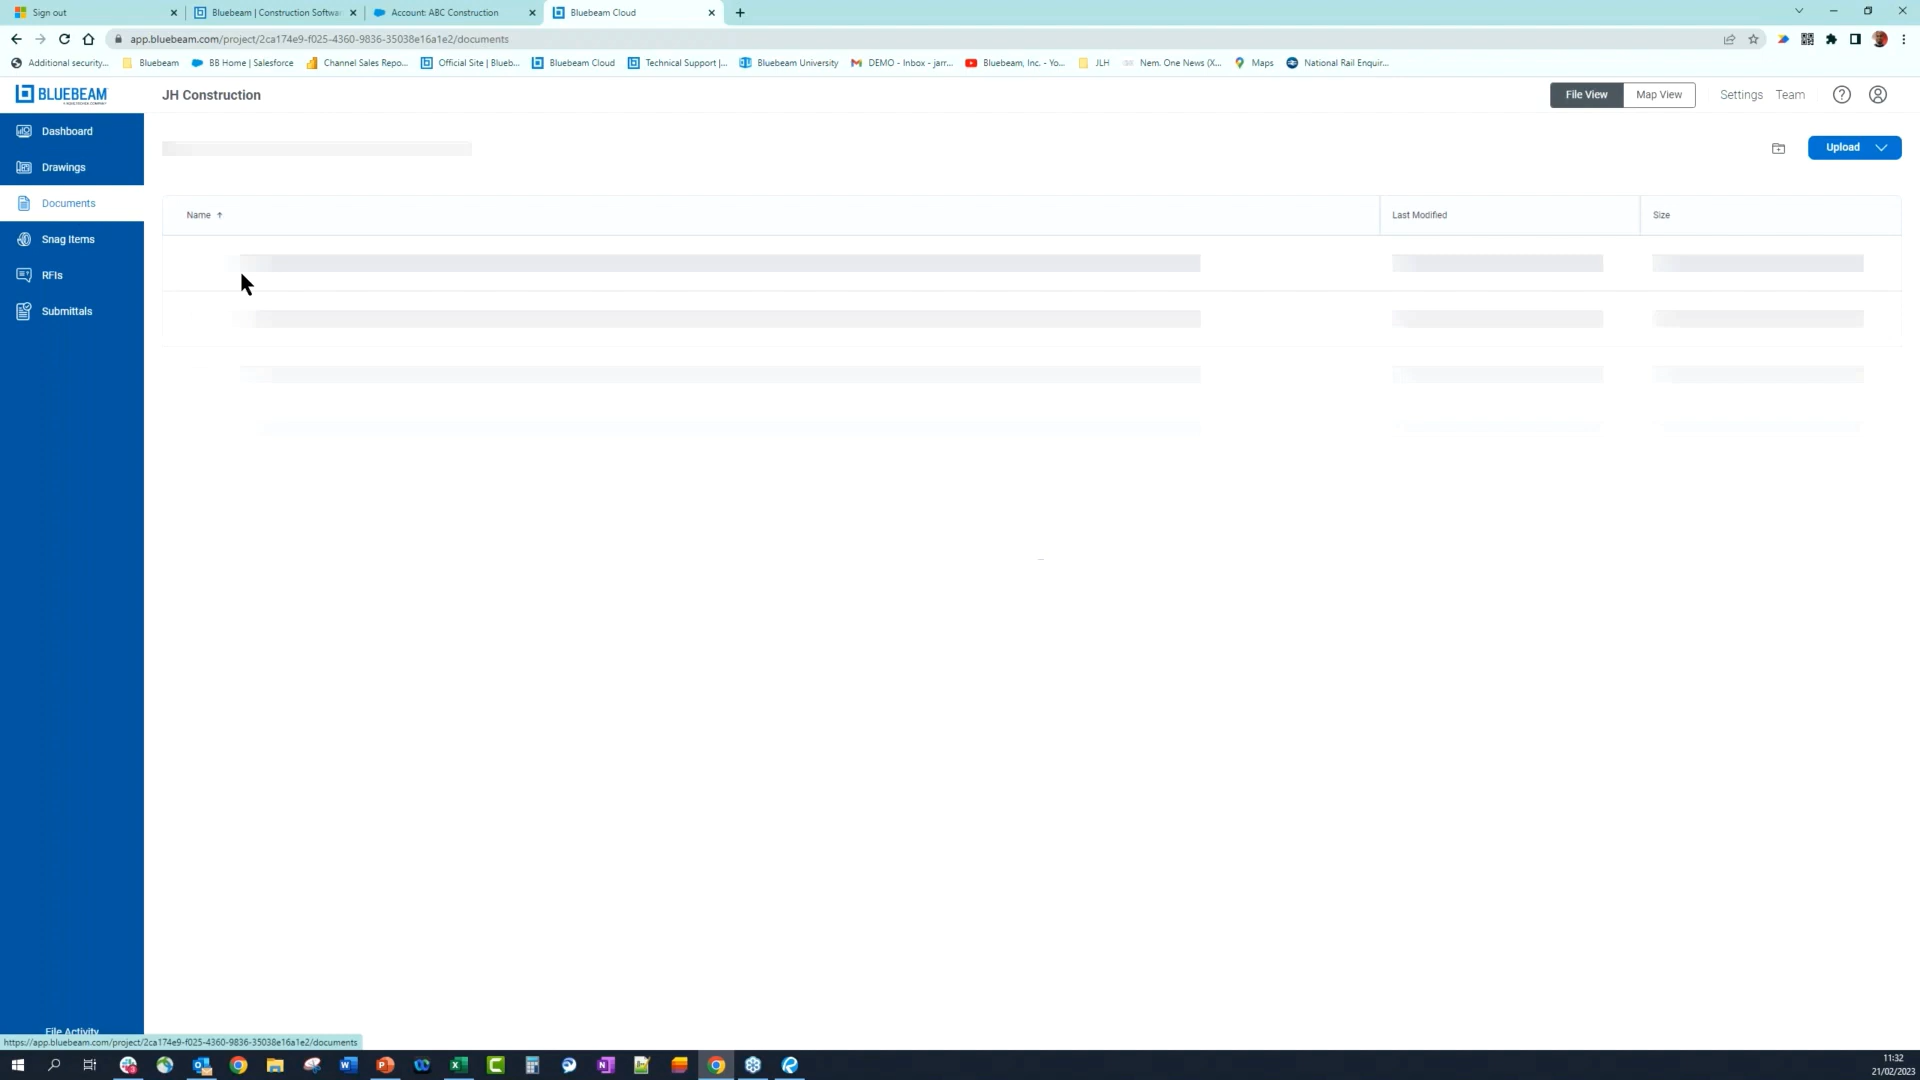 Sign out
Bluebeam | Construction Softwar
Account: ABC Construction
Bluebeam Cloud
app.bluebeam.com/project/2ca174e9-f025-4360-9836-35038e16a1e2/documents
Additional security...
Bluebeam
BB Home | Salesforce
Channel Sales Repo...
Official Site | Blueb...
Bluebeam Cloud
Technical Support |...
Bluebeam University
DEMO - Inbox - jarr...
Bluebeam, Inc. - Yo...
JLH
Nem. One News (X...
Maps
National Rail Enquir...
BLUEBEAM
JH Construction
File View
Map View
Settings
Team
Dashboard
Drawings
Documents
Snag Items
RFIs
Submittals
Upload
Name
Last Modified
Size
File Activity
https://app.bluebeam.com/project/2ca174e9-f025-4360-9836-35038e16a1e2/documents
11:32
21/02/2023